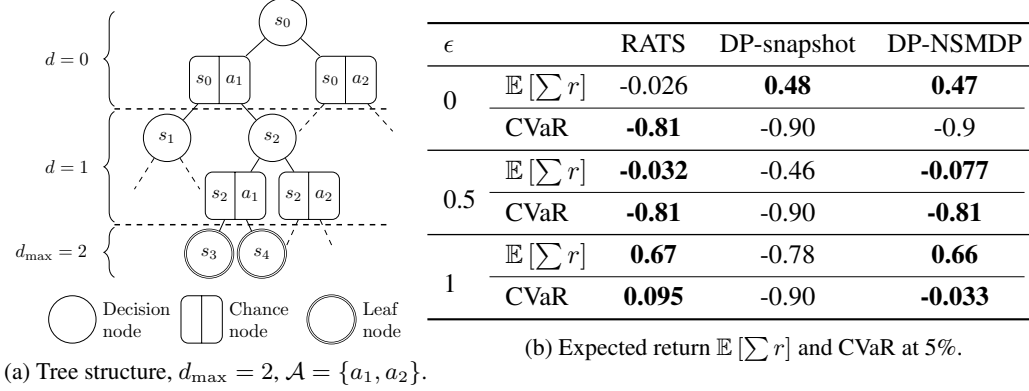 s₀
d = 0
s₀ a₁ s₀ a₂
s₁ s₂
d = 1
s₂ a₁ s₂ a₂
d_max = 2
s₃ s₄
Decision node
Chance node
Leaf node
(a) Tree structure, d_max = 2, 𝒜 = {a₁, a₂}.
ϵ RATS DP-snapshot DP-NSMDP
0 𝔼 [∑ r] -0.026 0.48 0.47
CVaR -0.81 -0.90 -0.9
0.5 𝔼 [∑ r] -0.032 -0.46 -0.077
CVaR -0.81 -0.90 -0.81
1 𝔼 [∑ r] 0.67 -0.78 0.66
CVaR 0.095 -0.90 -0.033
(b) Expected return 𝔼 [∑ r] and CVaR at 5%.